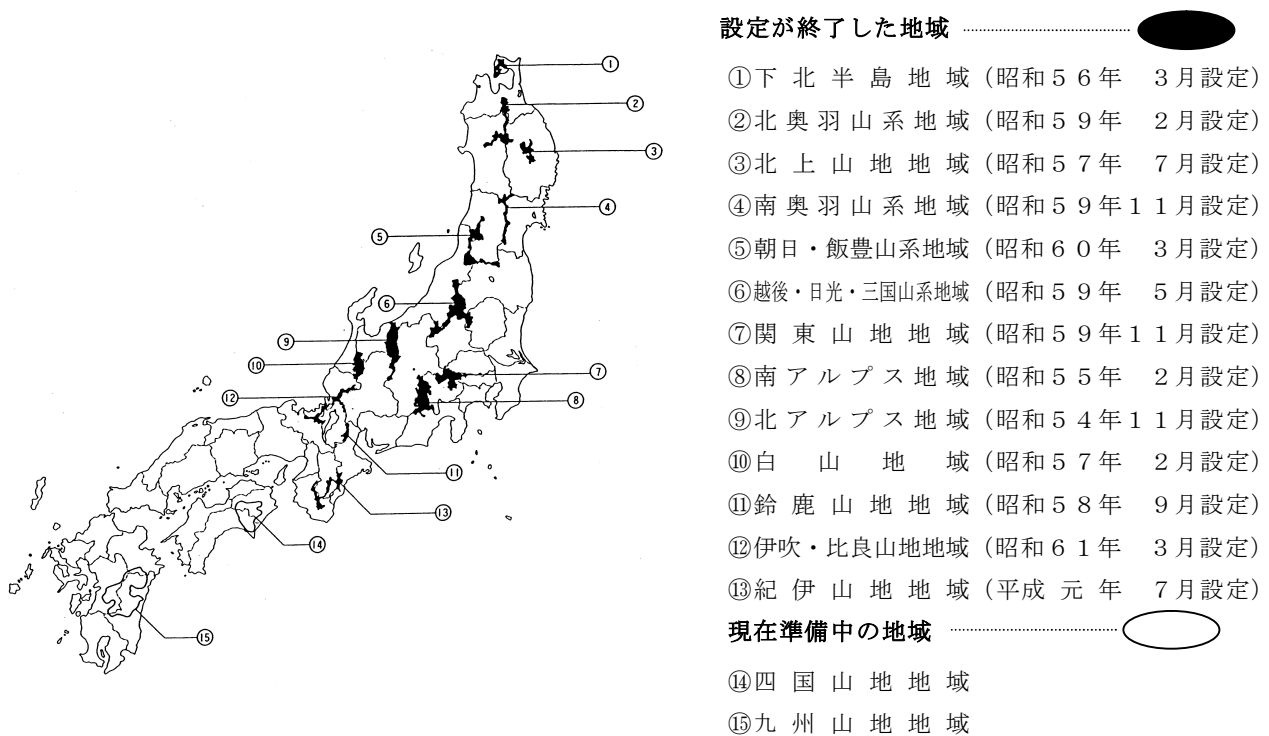 設定が終了した地域
①下北半島地域(昭和56年 3月設定)
②北奥羽山系地域(昭和59年 2月設定)
③北上山地地域(昭和57年 7月設定)
④南奥羽山系地域(昭和59年11月設定)
⑤朝日・飯豊山系地域(昭和60年 3月設定)
⑥越後・日光・三国山系地域(昭和59年 5月設定)
⑦関東山地地域(昭和59年11月設定)
⑧南アルプス地域(昭和55年 2月設定)
⑨北アルプス地域(昭和54年11月設定)
⑩白山地域(昭和57年 2月設定)
⑪鈴鹿山地地域(昭和58年 9月設定)
⑫伊吹・比良山地地域(昭和61年 3月設定)
⑬紀伊山地地域(平成元年 7月設定)
現在準備中の地域
⑭四国山地地域
⑮九州山地地域
①
②
③
④
⑤
⑥
⑨
⑩
⑦
⑫
⑧
⑪
⑬
⑭
⑮